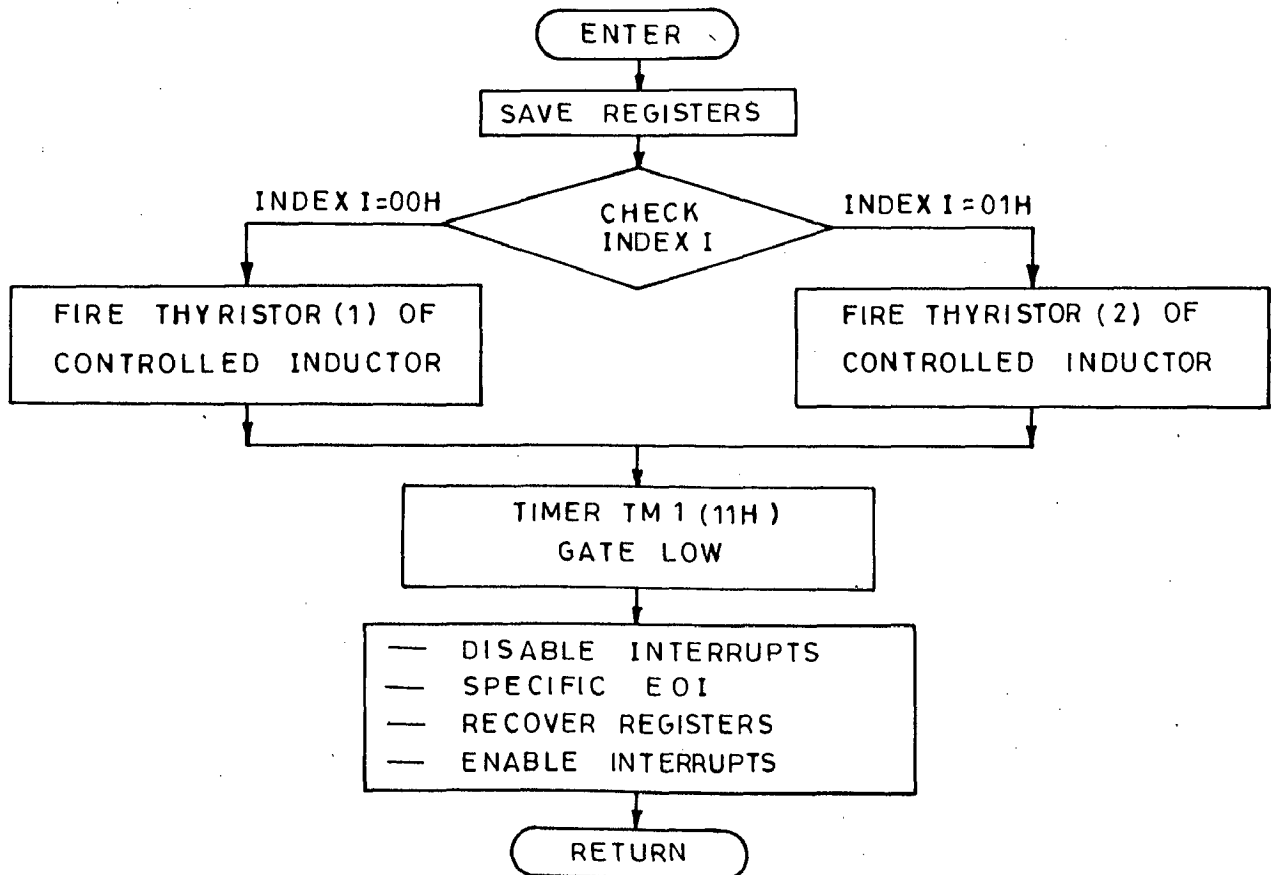 ENTER
SAVE REGISTERS
INDEX I=00H
CHECK
INDEX I
INDEX I=01H
FIRE THYRISTOR (1) OF
CONTROLLED INDUCTOR
FIRE THYRISTOR (2) OF
CONTROLLED INDUCTOR
TIMER TM 1 (11H)
GATE LOW
— DISABLE INTERRUPTS
— SPECIFIC EOI
— RECOVER REGISTERS
— ENABLE INTERRUPTS
RETURN